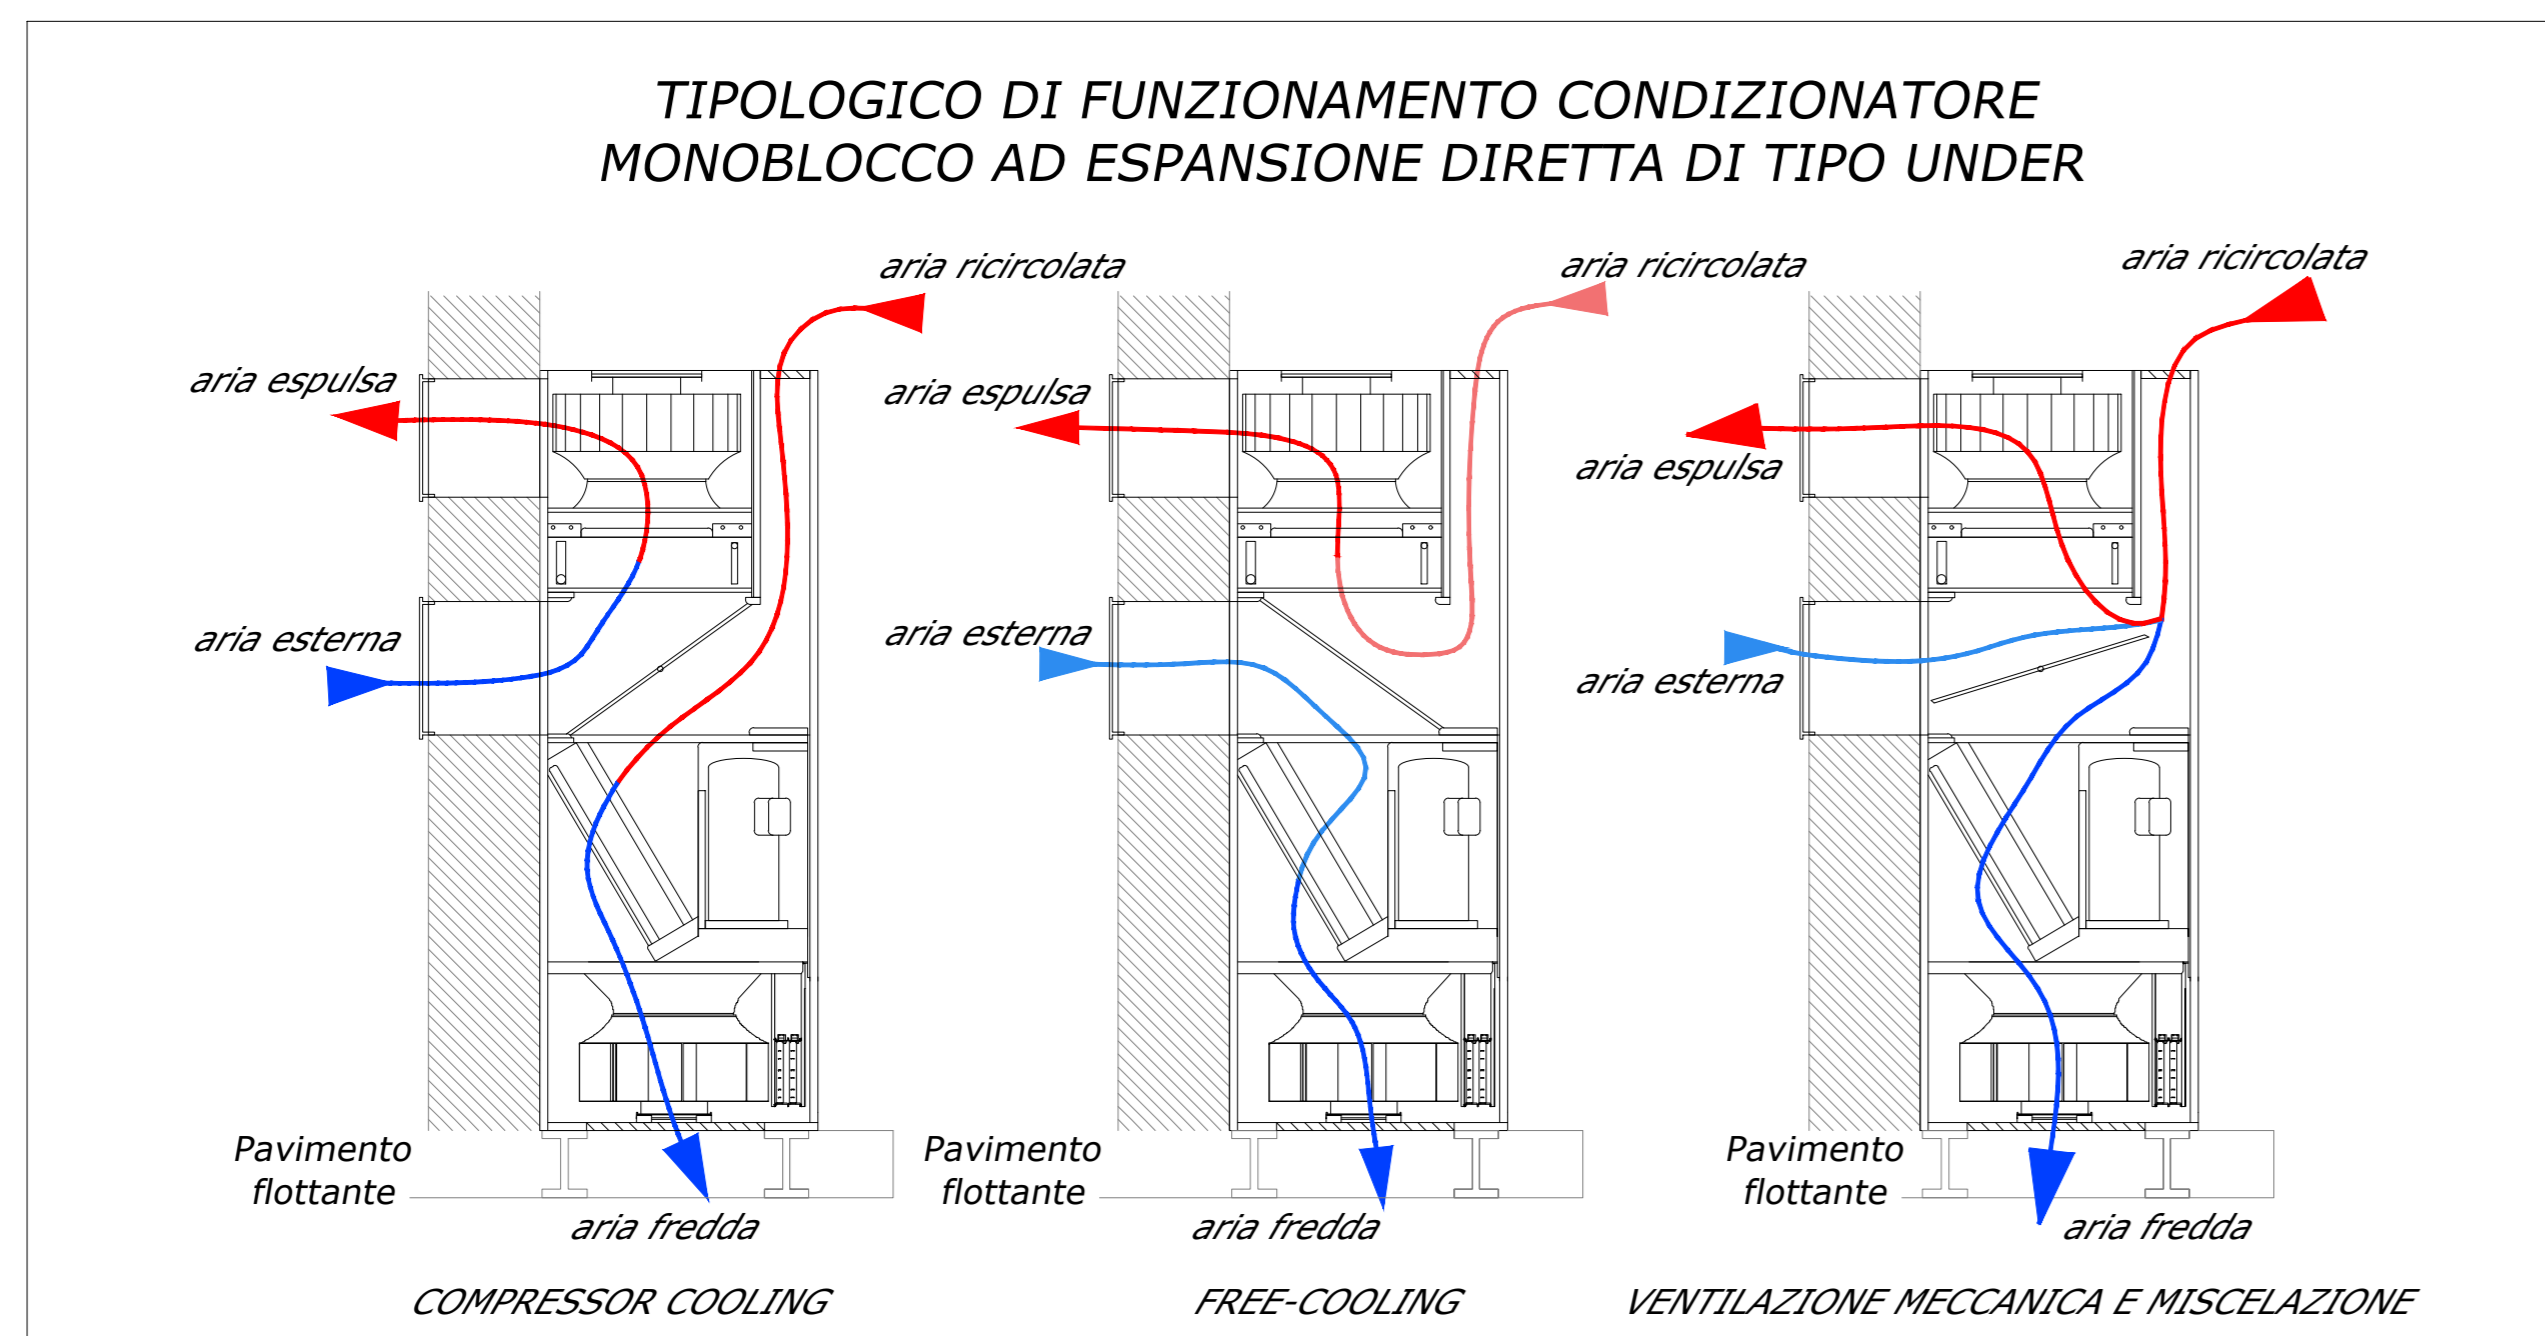 TIPOLOGICO DI FUNZIONAMENTO CONDIZIONATORE
MONOBLOCCO AD ESPANSIONE DIRETTA DI TIPO UNDER
aria ricircolata
aria espulsa
aria esterna
Pavimento
flottante
aria fredda
COMPRESSOR COOLING
aria ricircolata
aria espulsa
aria esterna
Pavimento
flottante
aria fredda
FREE-COOLING
aria ricircolata
aria espulsa
aria esterna
Pavimento
flottante
aria fredda
VENTILAZIONE MECCANICA E MISCELAZIONE